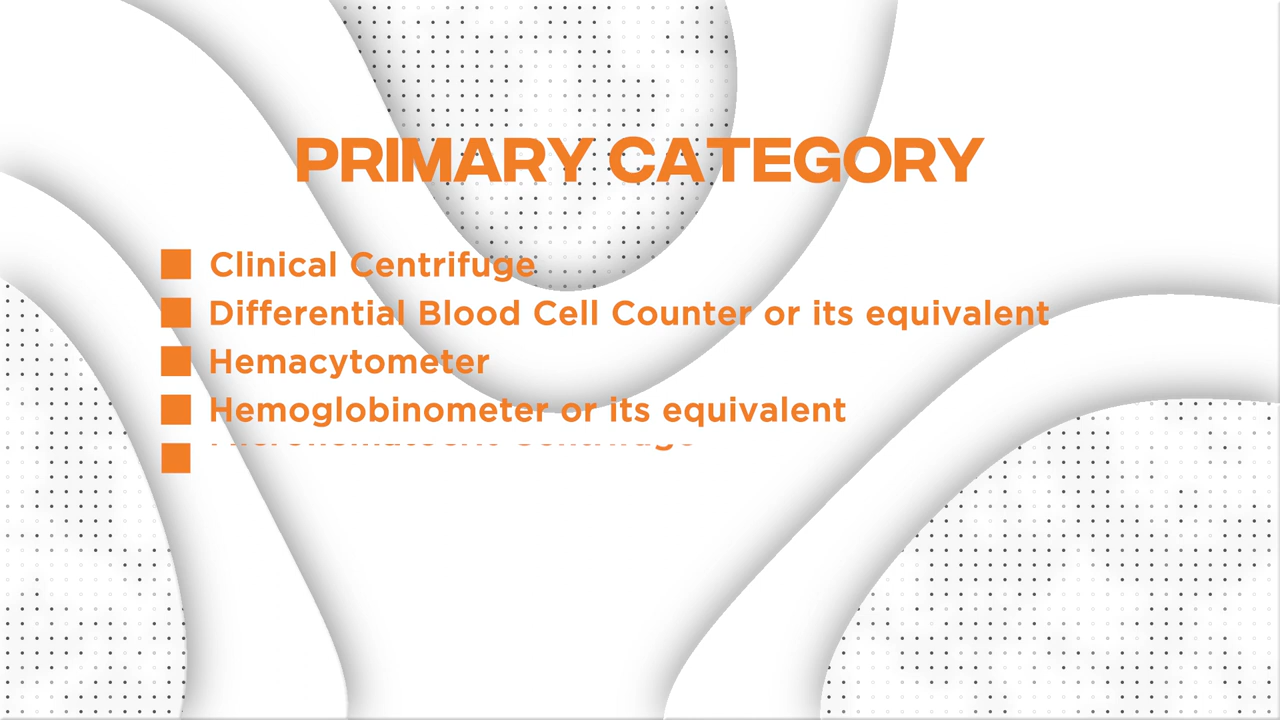 PRIMARY CATEGORY
Clinical Centrifuge
Differential Blood Cell Counter or its equivalent
Hemacytometer
Hemoglobinometer or its equivalent